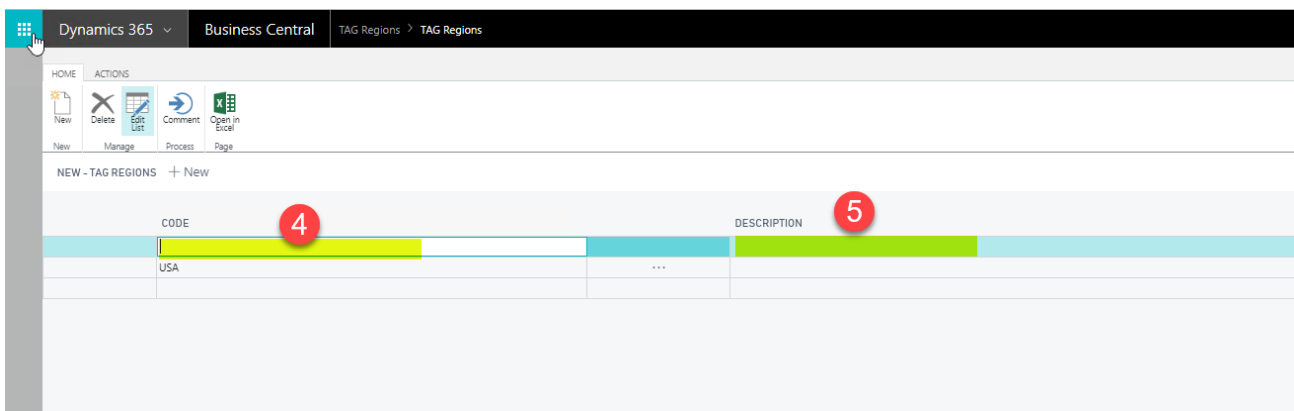 Dynamics 365 Business Central TAG Regions > TAG Regions
HOME ACTIONS
New Delete Edit List Comment Open in Excel
New Manage Process Page
NEW - TAG REGIONS + New
CODE 4 DESCRIPTION 5
USA ...